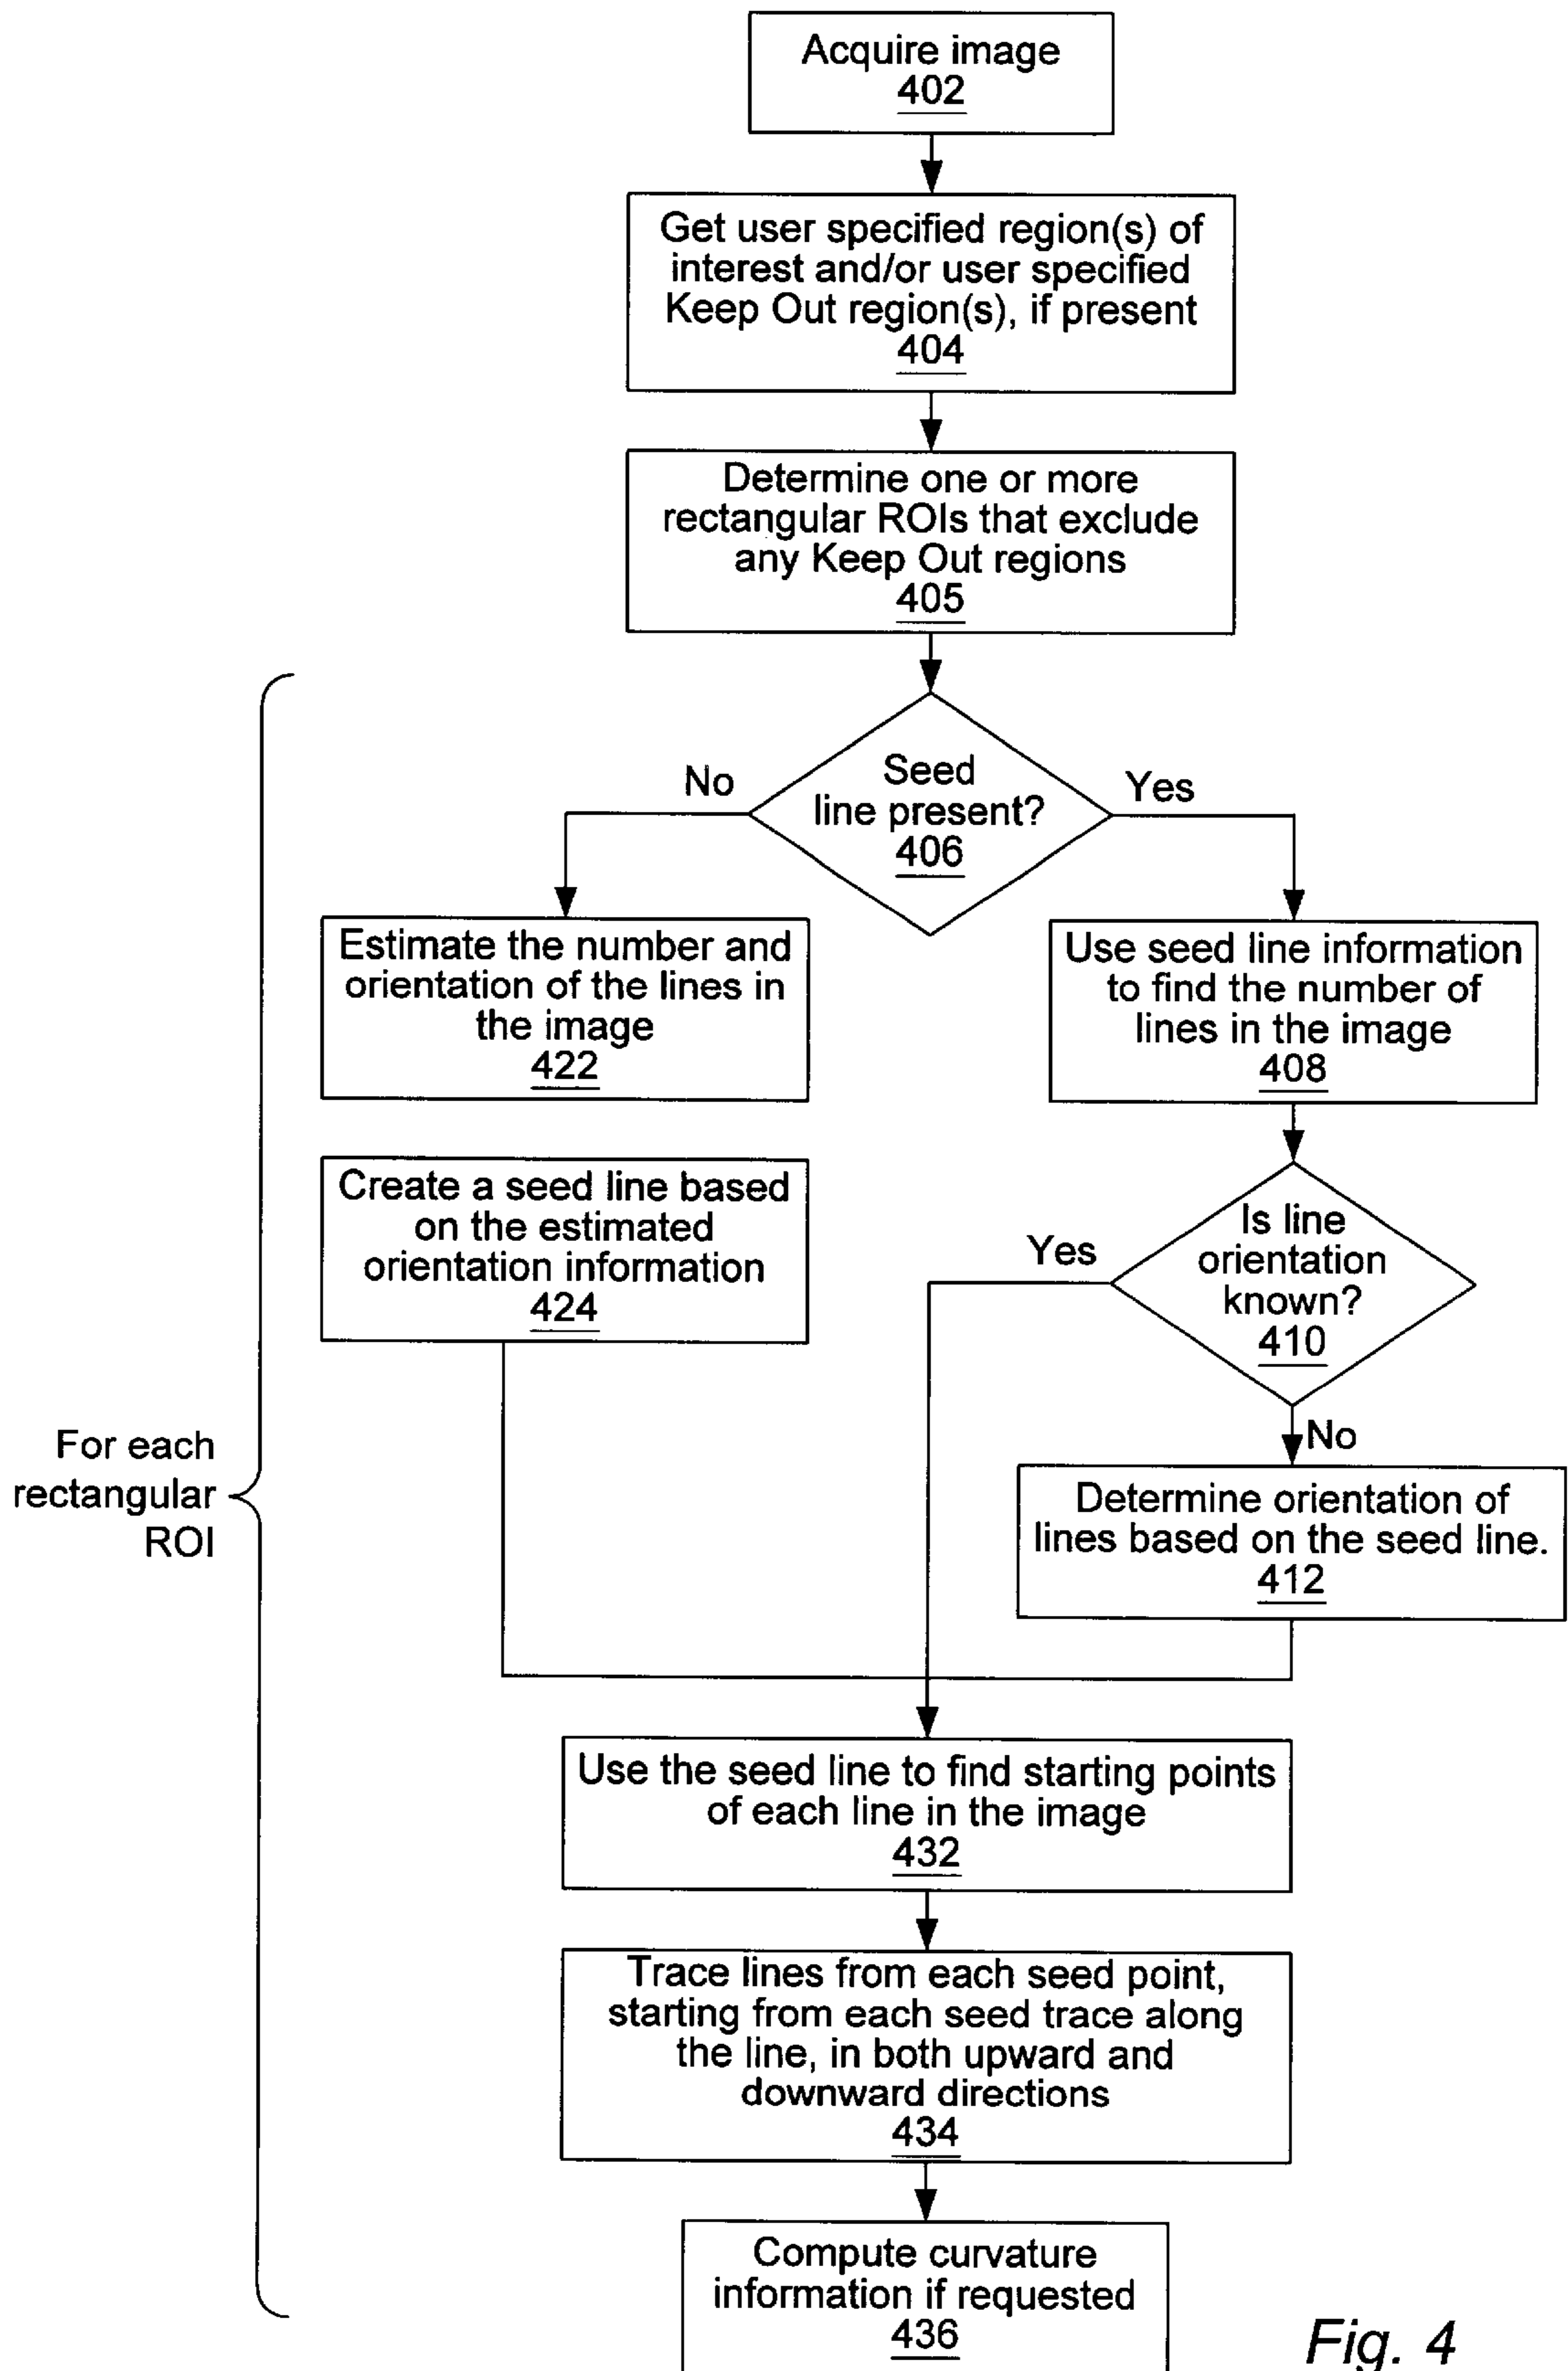 Acquire image
402
Get user specified region(s) of
interest and/or user specified
Keep Out region(s), if present
404
Determine one or more
rectangular ROIs that exclude
any Keep Out regions
405
Seed
line present?
406
No
Yes
Estimate the number and
orientation of the lines in
the image
422
Use seed line information
to find the number of
lines in the image
408
Create a seed line based
on the estimated
orientation information
424
Is line
orientation
known?
410
Yes
No
Determine orientation of
lines based on the seed line.
412
For each
rectangular
ROI
Use the seed line to find starting points
of each line in the image
432
Trace lines from each seed point,
starting from each seed trace along
the line, in both upward and
downward directions
434
Compute curvature
information if requested
436
Fig. 4